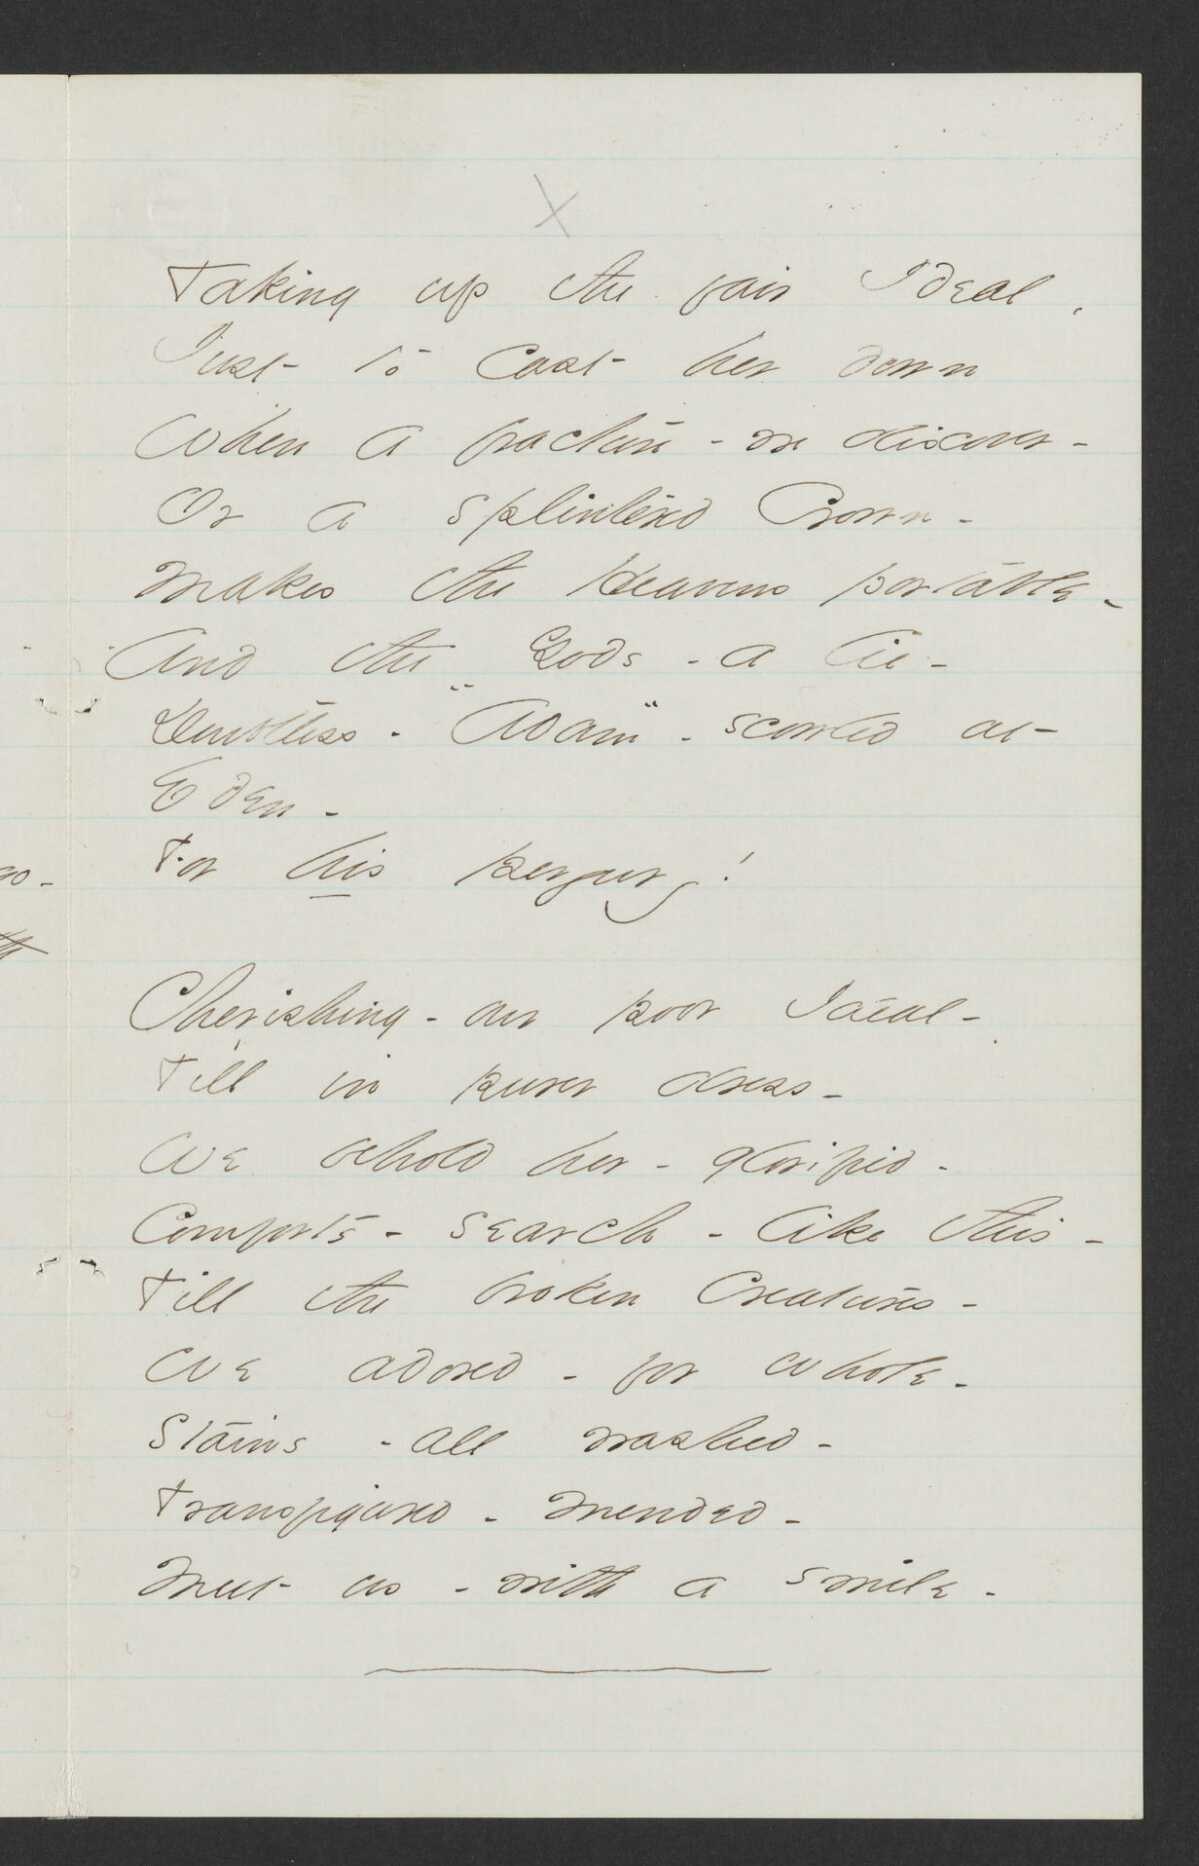 X
Taking up the fair Ideal,
Just to cast her down
When a fracture - we discover -
Or a splintered Crown -
Makes the Heavens portable -
And the Gods - a lie -
Doubtless - "Adam" - scowled at
Eden -
For his perjury!
Cherishing - our poor Ideal -
Till in purer dress -
We behold her - glorified -
Comforts - search - like this -
Till the broken creatures -
We adored - for whole -
Stains - all washed -
Transfigured - mended -
Meet us - with a smile -